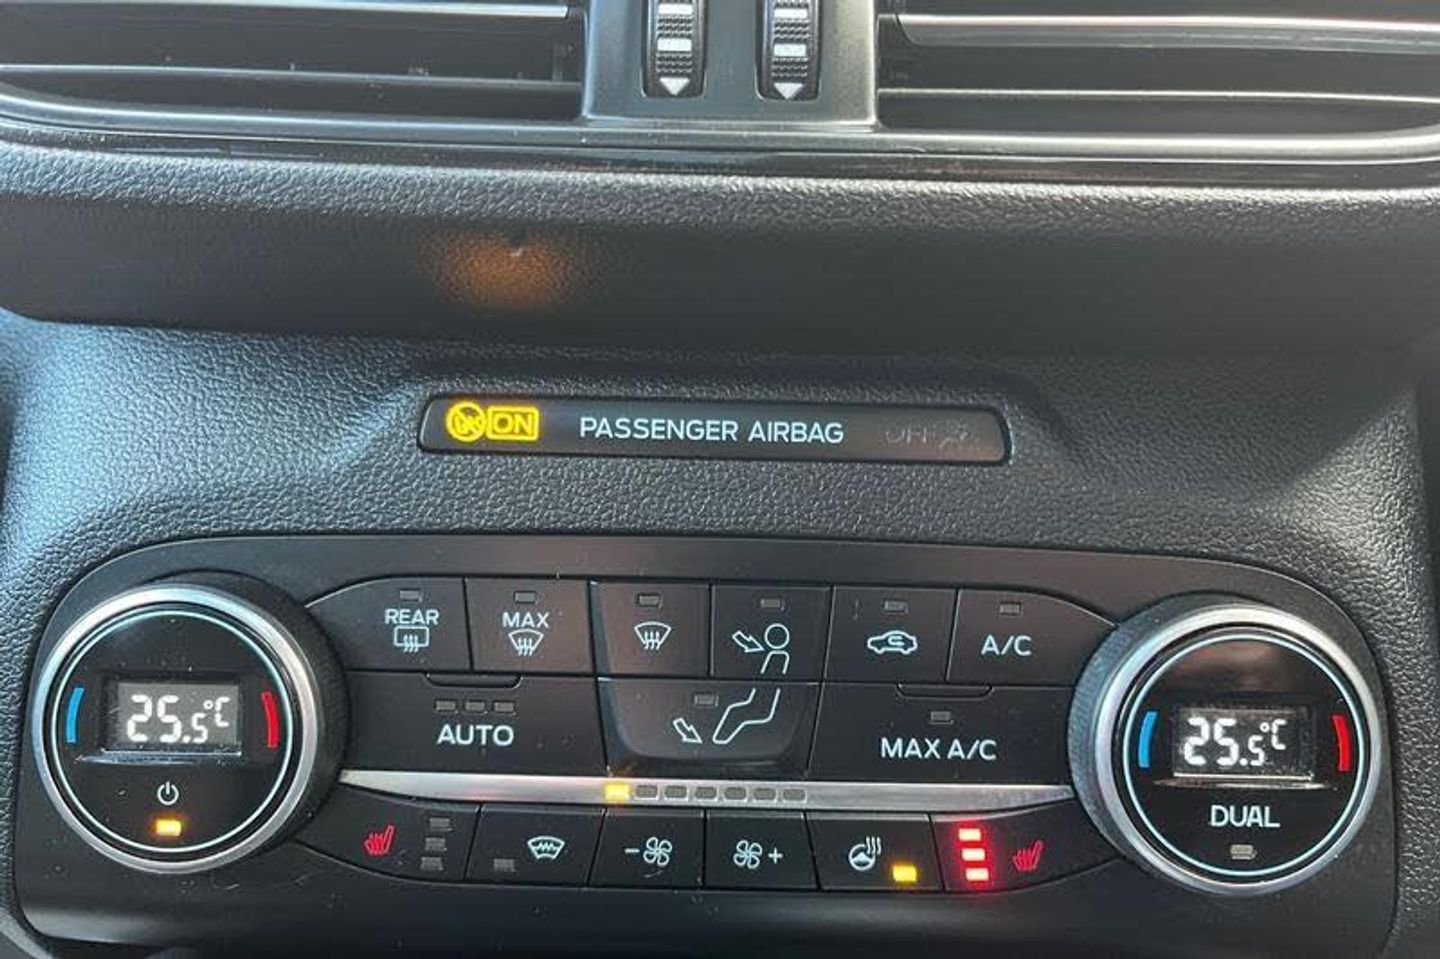 ON PASSENGER AIRBAG OFF
REAR
MAX
A/C
25.5°C
AUTO
MAX A/C
25.5°C
DUAL
- +